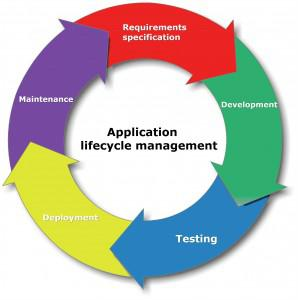 Requirements
specification
Development
Testing
Deployment
Maintenance
Application
lifecycle management